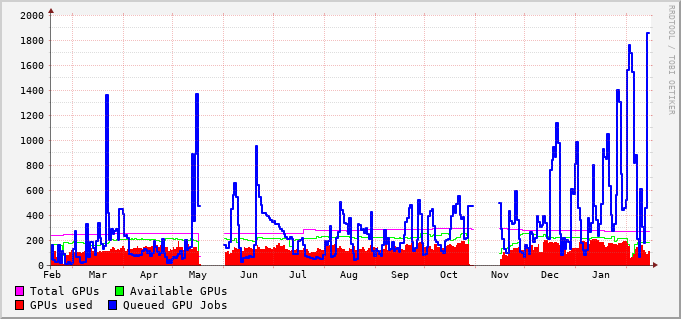 RRDTOOL / TOBI OETIKER
2000
1800
1600
1400
1200
1000
800
600
400
200
0
Feb Mar Apr May Jun Jul Aug Sep Oct Nov Dec Jan
Total GPUs Available GPUs
GPUs used Queued GPU Jobs